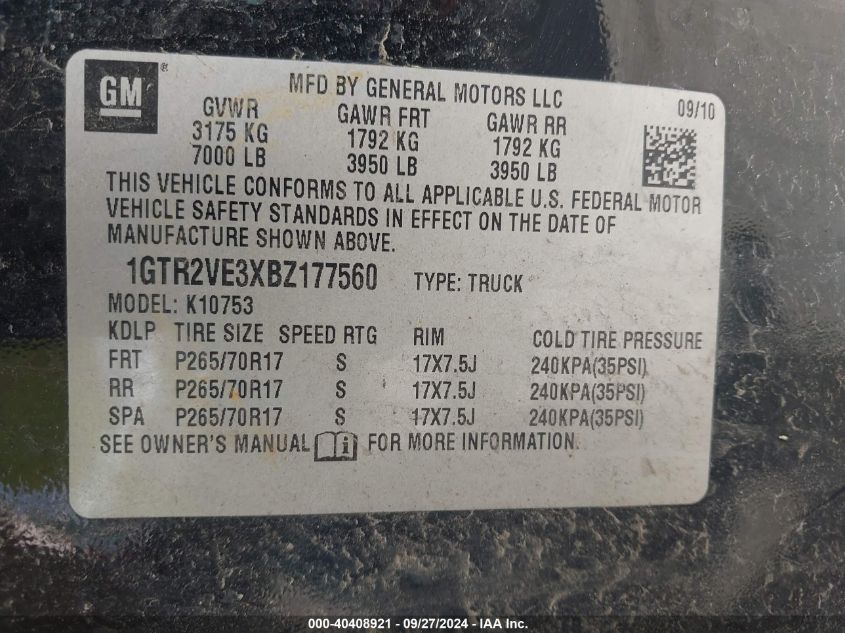 GM
MFD BY GENERAL MOTORS LLC
09/10
GVWR GAWR FRT GAWR RR
3175 KG 1792 KG 1792 KG
7000 LB 3950 LB 3950 LB
THIS VEHICLE CONFORMS TO ALL APPLICABLE U.S. FEDERAL MOTOR
VEHICLE SAFETY STANDARDS IN EFFECT ON THE DATE OF
MANUFACTURE SHOWN ABOVE.
1GTR2VE3XBZ177560 TYPE: TRUCK
MODEL: K10753
KDLP TIRE SIZE SPEED RTG RIM COLD TIRE PRESSURE
FRT P265/70R17 S 17X7.5J 240KPA(35PSI)
RR P265/70R17 S 17X7.5J 240KPA(35PSI)
SPA P265/70R17 S 17X7.5J 240KPA(35PSI)
SEE OWNER'S MANUAL i FOR MORE INFORMATION.
000-40408921 - 09/27/2024 - IAA Inc.